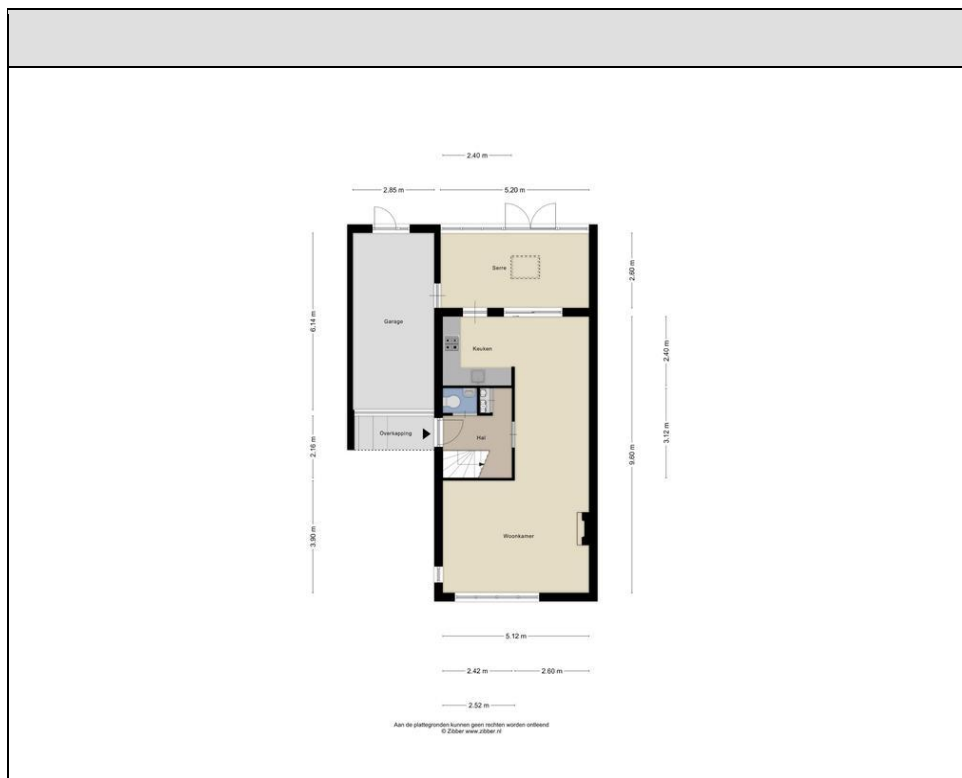 2.40 m
2.85 m
5.20 m
Serre
2.60 m
Garage
6.14 m
Keuken
2.40 m
Overkapping
Hal
3.12 m
2.16 m
9.60 m
Woonkamer
3.90 m
5.12 m
2.42 m
2.60 m
2.52 m
Aan de plattegronden kunnen geen rechten worden ontleend
© Zibber www.zibber.nl